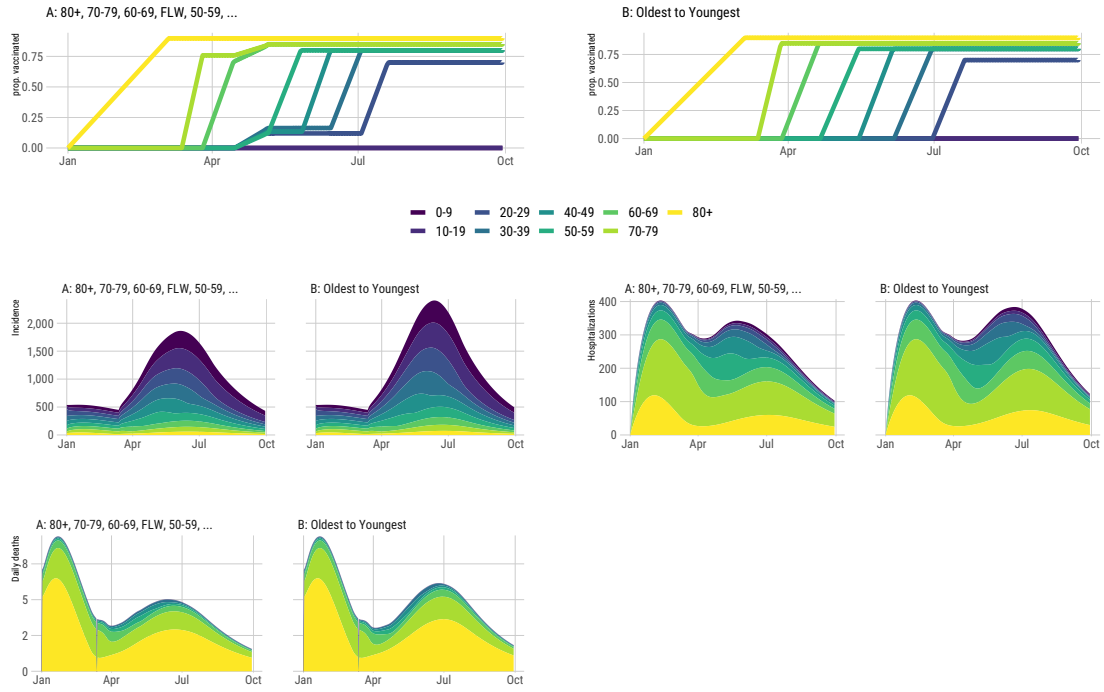 A: 80+, 70-79, 60-69, FLW, 50-59, ...
B: Oldest to Youngest
prop. vaccinated
0.75
0.50
0.25
0.00
Jan Apr Jul Oct
prop. vaccinated
0.75
0.50
0.25
0.00
Jan Apr Jul Oct
0-9 20-29 40-49 60-69 80+
10-19 30-39 50-59 70-79
A: 80+, 70-79, 60-69, FLW, 50-59, ...
B: Oldest to Youngest
Incidence
2,000
1,500
1,000
500
0
Jan Apr Jul Oct
Jan Apr Jul Oct
A: 80+, 70-79, 60-69, FLW, 50-59, ...
B: Oldest to Youngest
Hospitalizations
400
300
200
100
0
Jan Apr Jul Oct
Jan Apr Jul Oct
A: 80+, 70-79, 60-69, FLW, 50-59, ...
B: Oldest to Youngest
Daily deaths
8
5
2
0
Jan Apr Jul Oct
Jan Apr Jul Oct